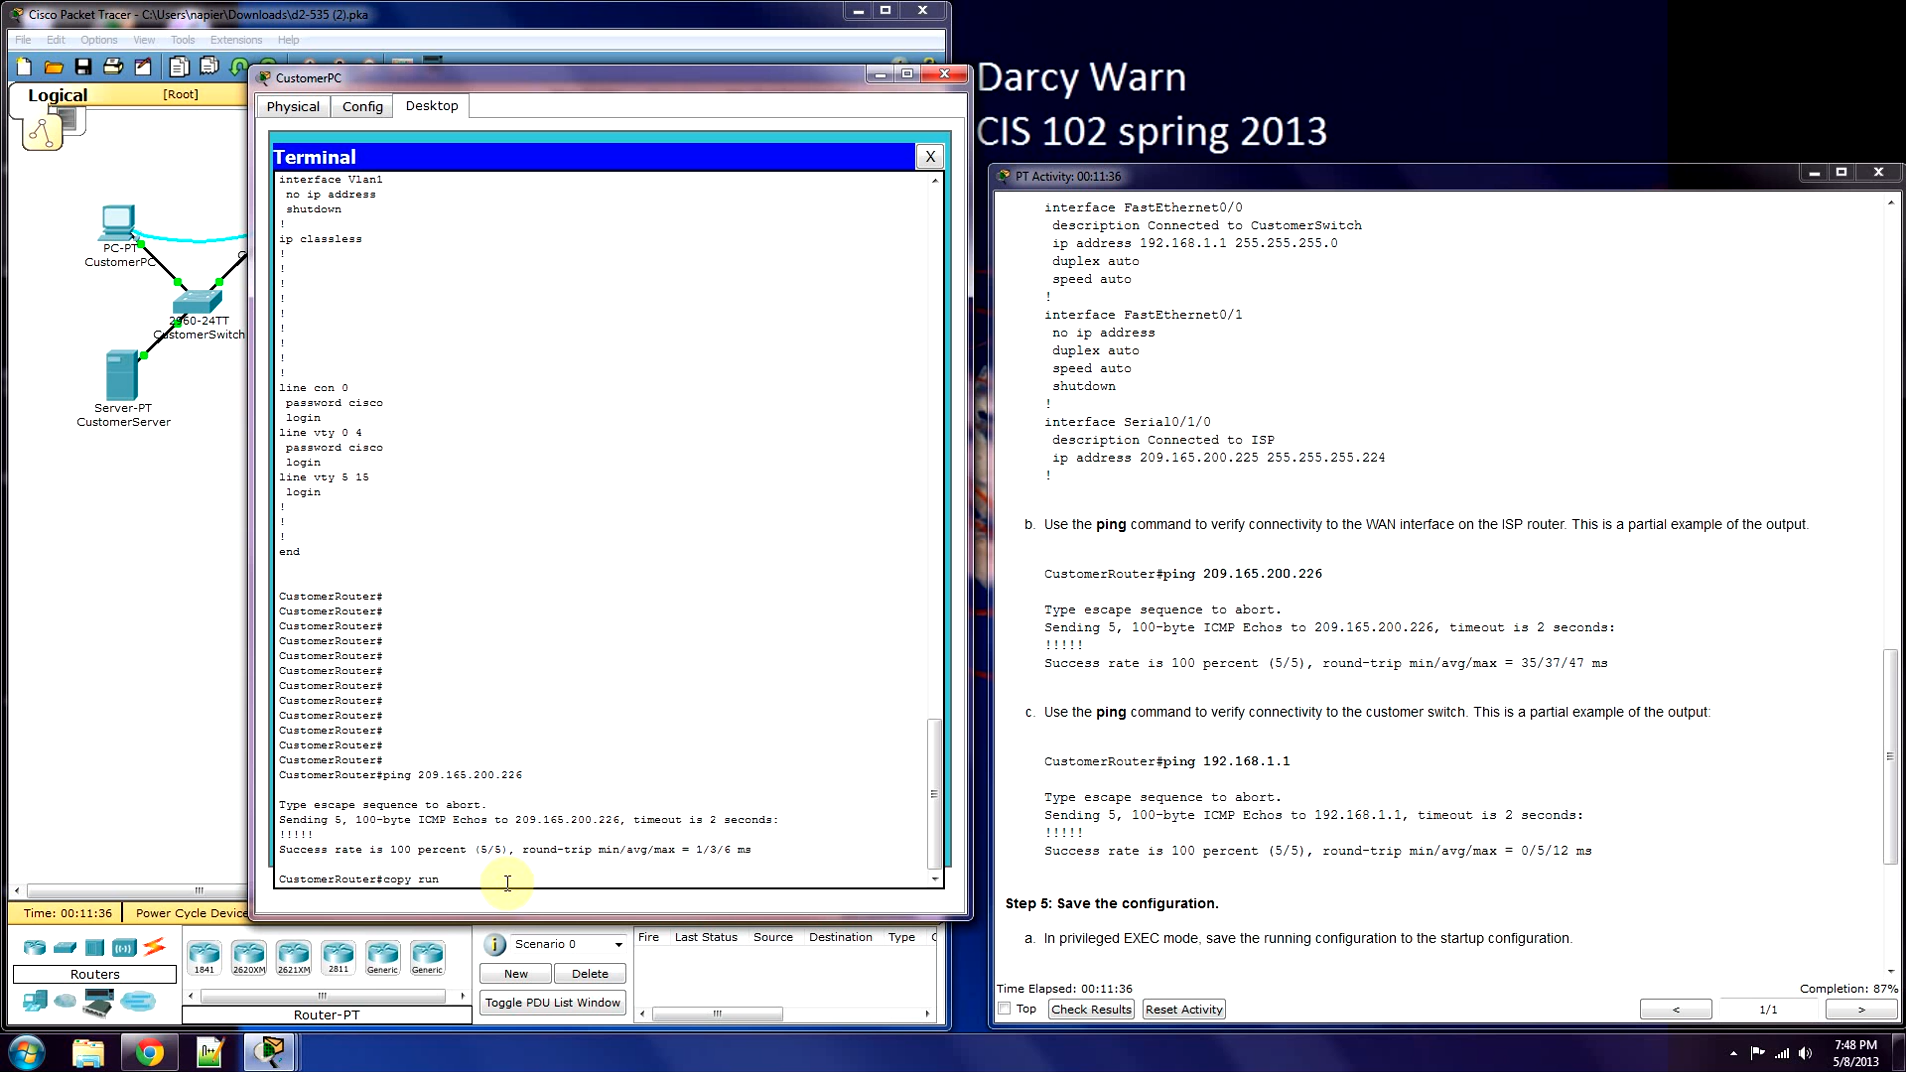 Cisco Packet Tracer - C:\Users\napier\Downloads\d2-535 (2).pka
File Edit Options View Tools Extensions Help
Logical
[Root]
PC-PT
CustomerPC
2960-24TT
CustomerSwitch
Server-PT
CustomerServer
CustomerPC
Physical Config Desktop
Terminal
X
interface Vlan1
no ip address
shutdown
!
ip classless
!
!
!
!
!
!
!
!
!
line con 0
password cisco
login
line vty 0 4
password cisco
login
line vty 5 15
login
!
!
!
end
CustomerRouter#
CustomerRouter#
CustomerRouter#
CustomerRouter#
CustomerRouter#
CustomerRouter#
CustomerRouter#
CustomerRouter#
CustomerRouter#
CustomerRouter#
CustomerRouter#
CustomerRouter#
CustomerRouter#ping 209.165.200.226
Type escape sequence to abort.
Sending 5, 100-byte ICMP Echos to 209.165.200.226, timeout is 2 seconds:
!!!!!
Success rate is 100 percent (5/5), round-trip min/avg/max = 1/3/6 ms
CustomerRouter#copy run
Darcy Warn
CIS 102 spring 2013
PT Activity: 00:11:36
interface FastEthernet0/0
description Connected to CustomerSwitch
ip address 192.168.1.1 255.255.255.0
duplex auto
speed auto
!
interface FastEthernet0/1
no ip address
duplex auto
speed auto
shutdown
!
interface Serial0/1/0
description Connected to ISP
ip address 209.165.200.225 255.255.255.224
!
b. Use the ping command to verify connectivity to the WAN interface on the ISP router. This is a partial example of the output.
CustomerRouter#ping 209.165.200.226
Type escape sequence to abort.
Sending 5, 100-byte ICMP Echos to 209.165.200.226, timeout is 2 seconds:
!!!!!
Success rate is 100 percent (5/5), round-trip min/avg/max = 35/37/47 ms
c. Use the ping command to verify connectivity to the customer switch. This is a partial example of the output:
CustomerRouter#ping 192.168.1.1
Type escape sequence to abort.
Sending 5, 100-byte ICMP Echos to 192.168.1.1, timeout is 2 seconds:
!!!!!
Success rate is 100 percent (5/5), round-trip min/avg/max = 0/5/12 ms
Step 5: Save the configuration.
a. In privileged EXEC mode, save the running configuration to the startup configuration.
Time Elapsed: 00:11:36
Completion: 87%
Top Check Results Reset Activity < 1/1 >
Time: 00:11:36 Power Cycle Device
Routers
1841 2620XM 2621XM 2811 Generic Generic
Router-PT
Scenario 0
New Delete
Toggle PDU List Window
Fire Last Status Source Destination Type
7:48 PM
5/8/2013